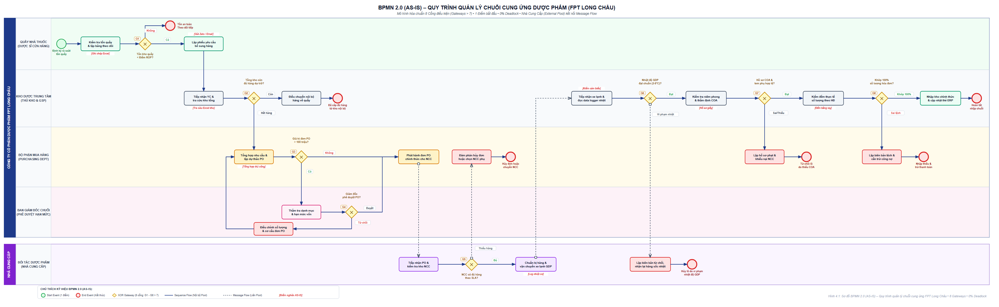 BPMN 2.0 (AS-IS) – QUY TRÌNH QUẢN LÝ CHUỖI CUNG ỨNG DƯỢC PHẨM (FPT LONG CHÂU)
Mô hình hóa chuẩn 8 Cổng điều kiện (Gateways > 7) • 1 Điểm bắt đầu • 0% Deadlock • Nhà Cung Cấp (External Pool) kết nối Message Flow
CÔNG TY CỔ PHẦN DƯỢC PHẨM FPT LONG CHÂU
QUẦY NHÀ THUỐC
(DƯỢC SĨ CỬA HÀNG)
Định kỳ rà soát
tồn quầy
Kiểm tra tồn quầy
& lập bảng theo dõi
[Ghi chép Excel]
G1
Tồn kho quầy
< Điểm ROP?
Không
Tồn an toàn
Theo dõi tiếp
Có
[Gửi Zalo / Email]
Lập phiếu yêu cầu
bổ sung hàng
KHO DƯỢC TRUNG TÂM
(THỦ KHO & GSP)
Tiếp nhận YC &
tra cứu kho tổng
[Tra cứu Excel kho]
Tổng kho còn
đủ hàng dự trữ?
G2
Còn
Hết hàng
Điều chuyển nội bộ
hàng về quầy
Đã cấp đủ hàng
từ kho nội bộ
[Kiểm cảm biến]
Tiếp nhận xe lạnh &
đọc data logger nhiệt
Nhiệt độ GDP
đạt chuẩn (2-8°C)?
G6
Đạt
Vi phạm nhiệt
Kiểm tra niêm phong
& thẩm định COA
[Hồ sơ giấy]
Hồ sơ COA &
tem phụ hợp lệ?
G7
Đạt
Sai/Thiếu
Kiểm đếm thực tế
số lượng theo HĐ
[Đếm bằng tay]
Khớp 100%
số lượng hóa đơn?
G8
Khớp 100%
Sai lệch
Nhập kho chính thức
& cập nhật thẻ ERP
Hoàn tất
nhập chuỗi
BỘ PHẬN MUA HÀNG
(PURCHASING DEPT)
Tổng hợp nhu cầu &
lập dự thảo PO
[Tổng hợp thủ công]
Giá trị đơn PO
> 100 triệu?
G3
Không
Có
Phát hành đơn PO
chính thức cho NCC
Đàm phán hủy đơn
hoặc chọn NCC phụ
Hủy đơn hoặc
chuyển NCC
Lập hồ sơ phạt &
khiếu nại NCC
Từ chối lô
do thiếu COA
Lập biên bản lệch &
cấn trừ công nợ
Nhập thiếu &
trừ thanh toán
BAN GIÁM ĐỐC CHUỖI
(PHÊ DUYỆT HẠN MỨC)
Thẩm tra danh mục
& hạn mức vốn
Giám đốc
phê duyệt PO?
G4
Duyệt
Từ chối
Điều chỉnh số lượng
& cơ cấu đơn PO
NHÀ CUNG CẤP
ĐỐI TÁC DƯỢC PHẨM
(NHÀ CUNG CẤP)
Tiếp nhận PO &
kiểm tra kho NCC
G5
NCC có đủ hàng
theo SLA?
Thiếu hàng
Đủ
Chuẩn bị hàng &
vận chuyển xe lạnh GDP
[Log nhiệt cơ]
Lập biên bản từ chối,
nhận lại hàng sốc nhiệt
Hủy lô do vi phạm
nhiệt độ GDP
CHÚ THÍCH KÝ HIỆU BPMN 2.0 (AS-IS):
Start Event (1 điểm)
End Event (Kết thúc)
XOR Gateway (8 cổng: G1 - G8 > 7)
Sequence Flow (Nội bộ Pool)
Message Flow (Liên Pool)
[Điểm nghẽn AS-IS]
Hình 4.1: Sơ đồ BPMN 2.0 (AS-IS) – Quy trình quản lý chuỗi cung ứng FPT Long Châu • 8 Gateways • 0% Deadlock